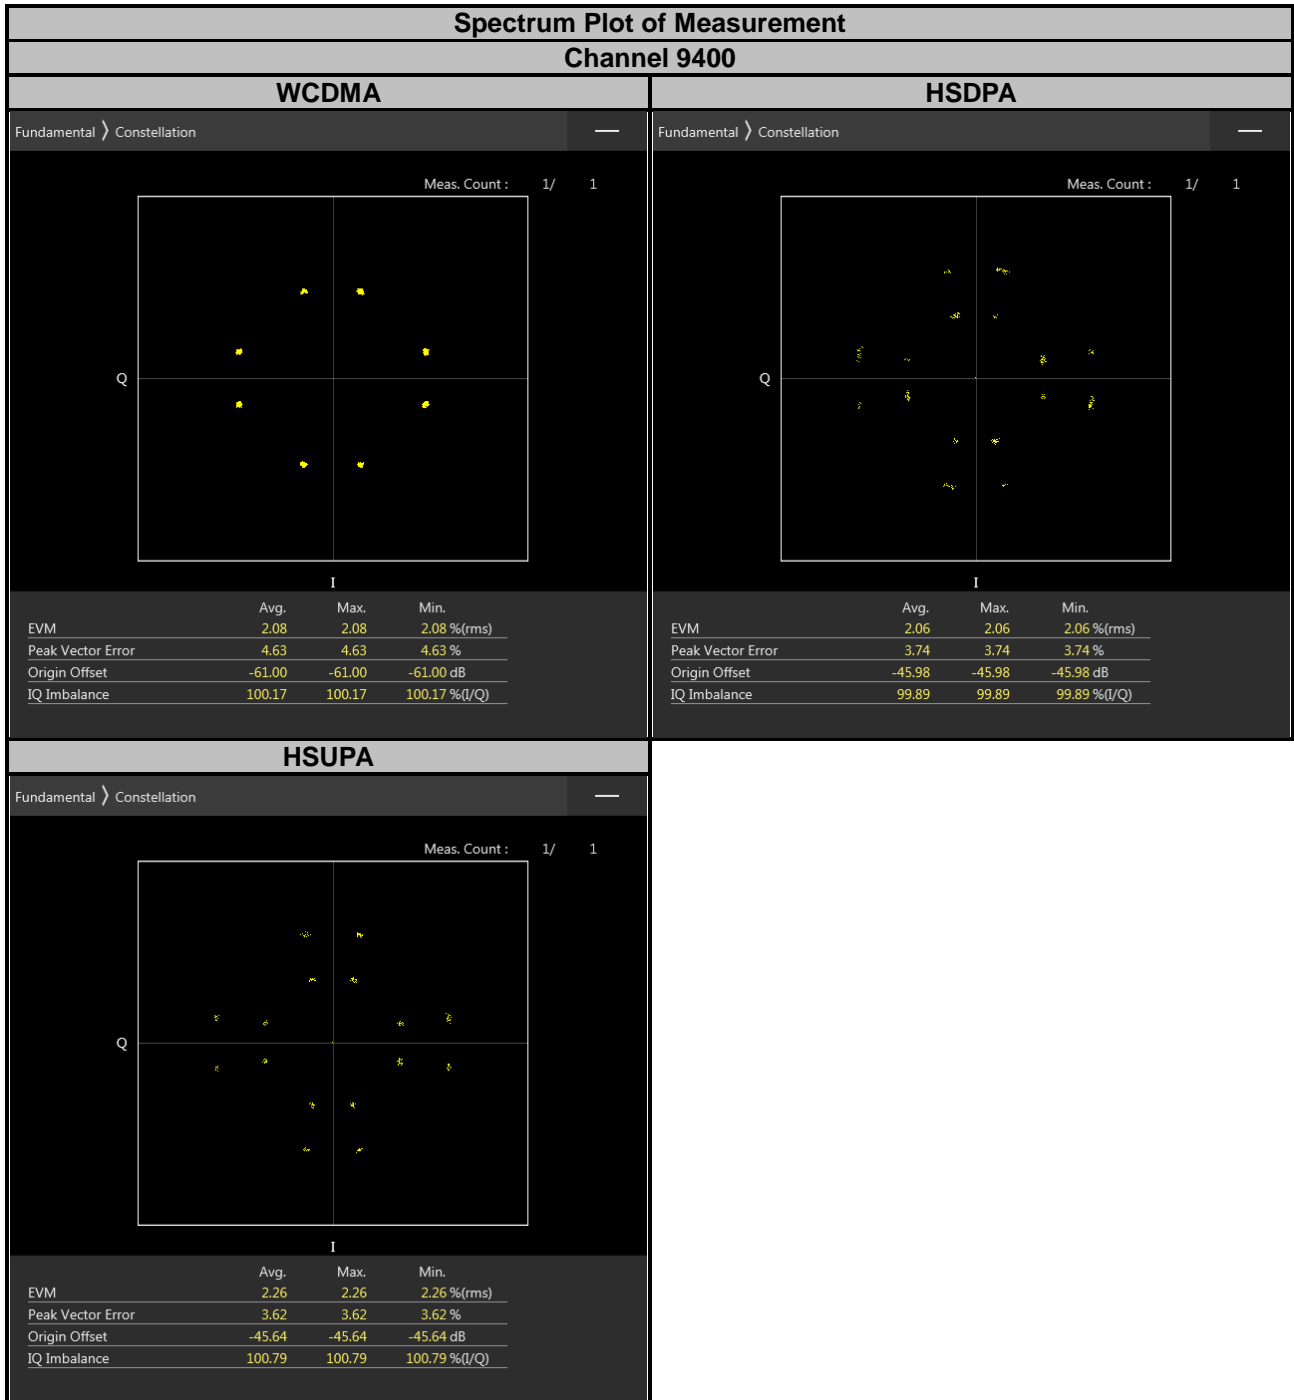 Spectrum Plot of Measurement
Channel 9400
WCDMA
Fundamental 〉 Constellation
Meas. Count : 1/ 1
Q
I
Avg. Max. Min.
EVM 2.08 2.08 2.08 %(rms)
Peak Vector Error 4.63 4.63 4.63 %
Origin Offset -61.00 -61.00 -61.00 dB
IQ Imbalance 100.17 100.17 100.17 %(I/Q)
HSDPA
Fundamental 〉 Constellation
Meas. Count : 1/ 1
Q
I
Avg. Max. Min.
EVM 2.06 2.06 2.06 %(rms)
Peak Vector Error 3.74 3.74 3.74 %
Origin Offset -45.98 -45.98 -45.98 dB
IQ Imbalance 99.89 99.89 99.89 %(I/Q)
HSUPA
Fundamental 〉 Constellation
Meas. Count : 1/ 1
Q
I
Avg. Max. Min.
EVM 2.26 2.26 2.26 %(rms)
Peak Vector Error 3.62 3.62 3.62 %
Origin Offset -45.64 -45.64 -45.64 dB
IQ Imbalance 100.79 100.79 100.79 %(I/Q)